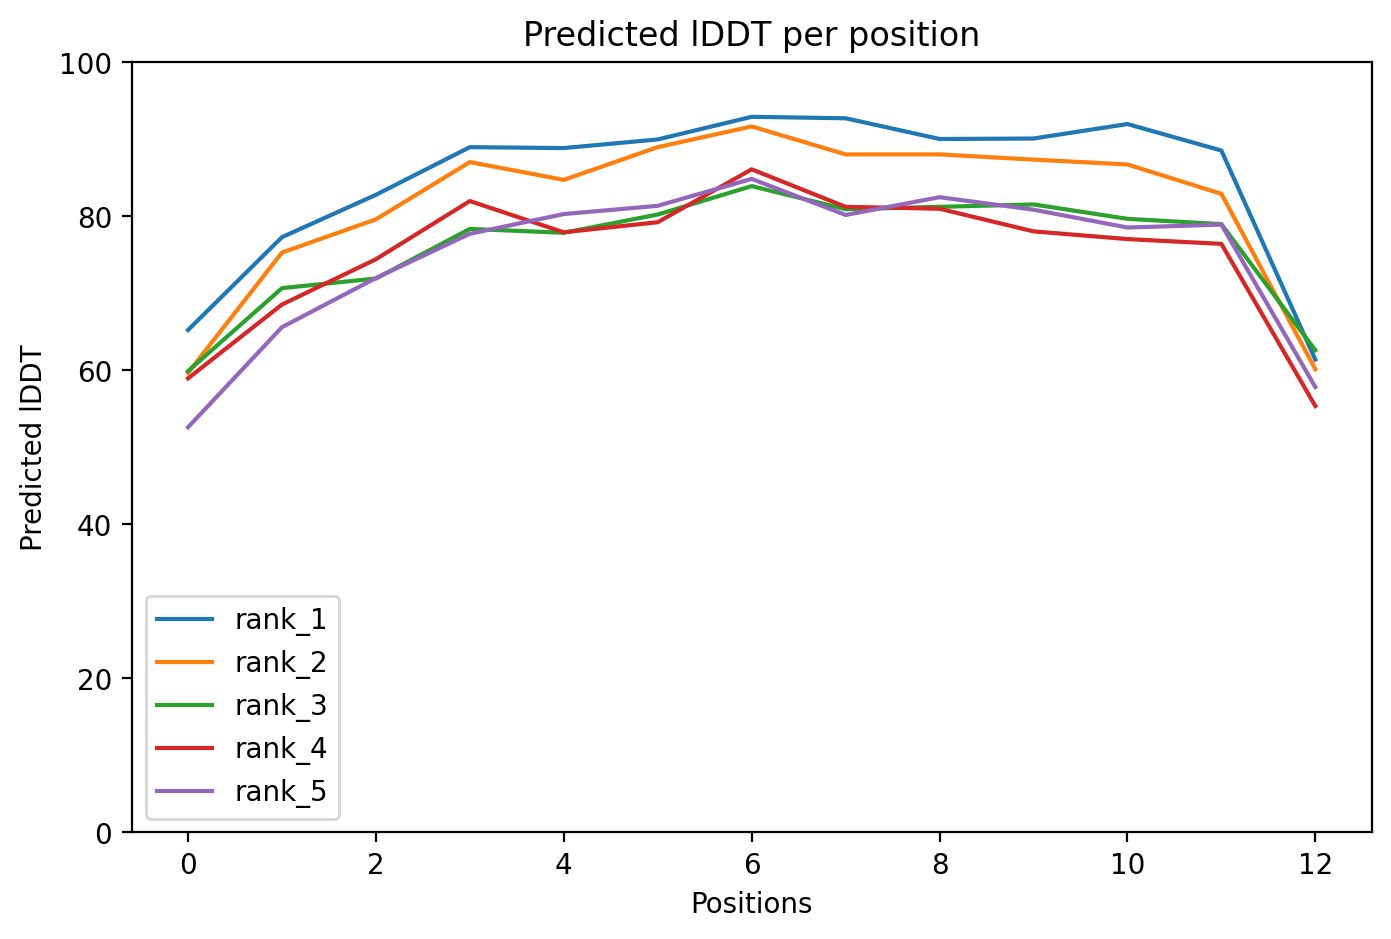 Predicted lDDT per position
100
80
60
40
20
0
Predicted lDDT
rank_1
rank_2
rank_3
rank_4
rank_5
0 2 4 6 8 10 12
Positions